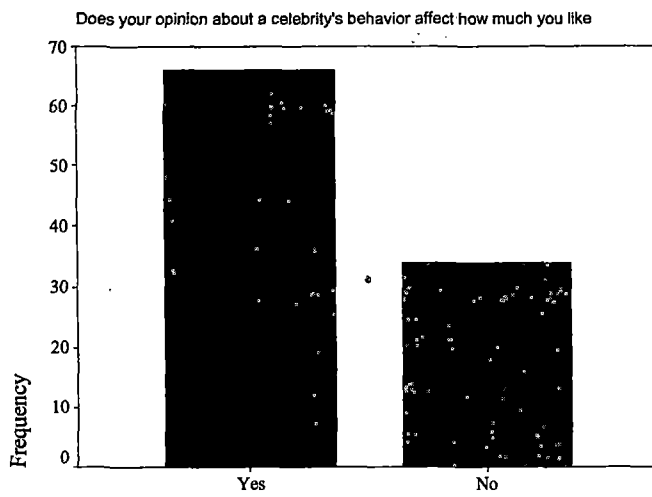 Does your opinion about a celebrity's behavior affect how much you like
70
60
50
40
30
20
10
0
Frequency
Yes
No